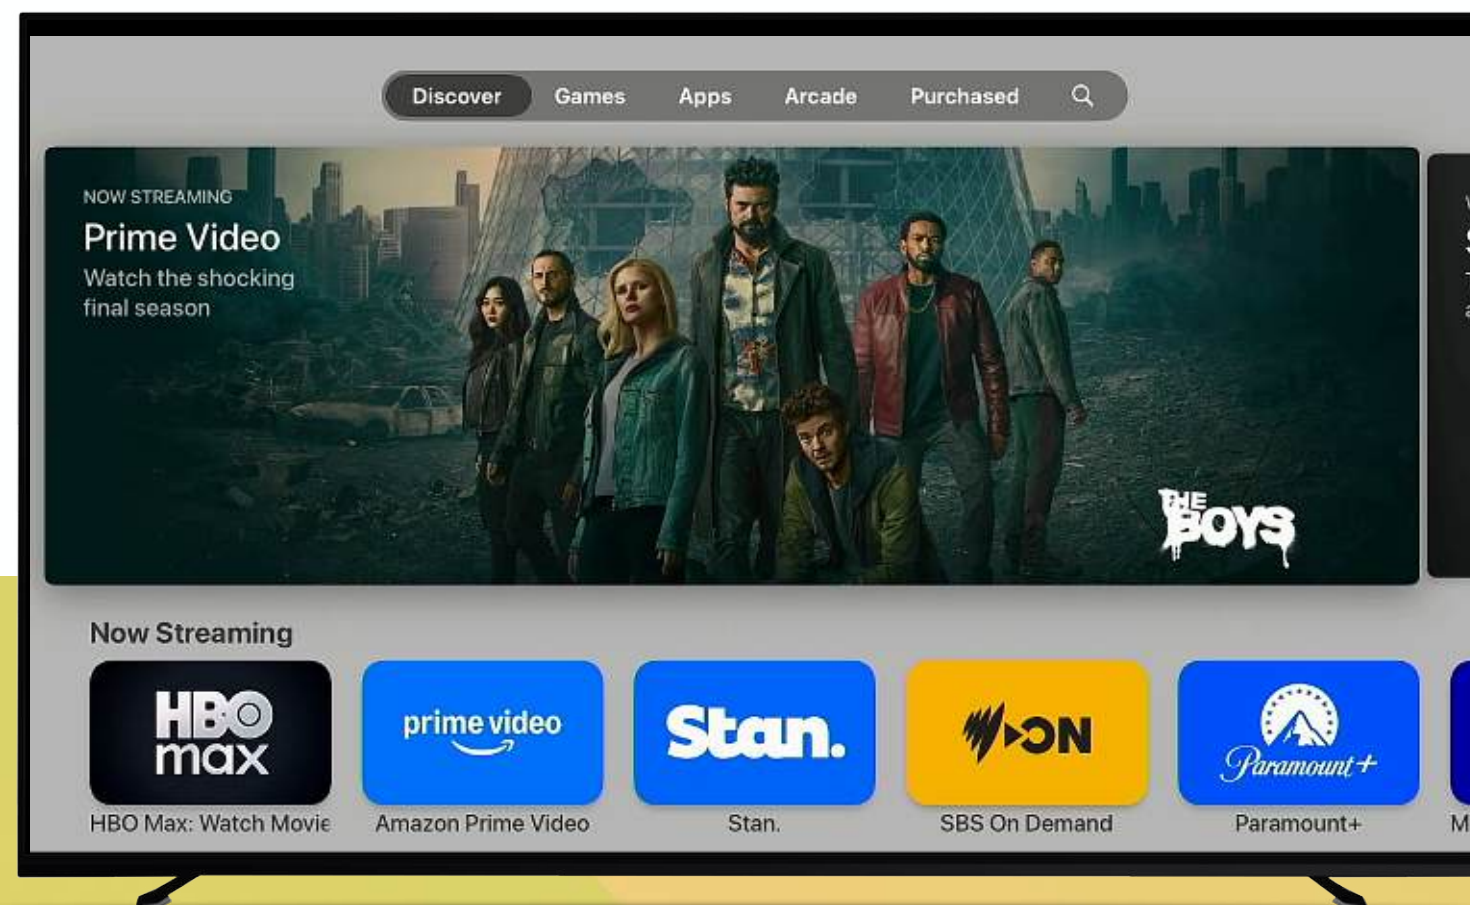 Discover Games Apps Arcade Purchased
NOW STREAMING
Prime Video
Watch the shocking
final season
THE
BOYS
Now Streaming
HBO
max
prime video
Stan.
ON
Paramount+
HBO Max: Watch Movie
Amazon Prime Video
Stan.
SBS On Demand
Paramount+
M